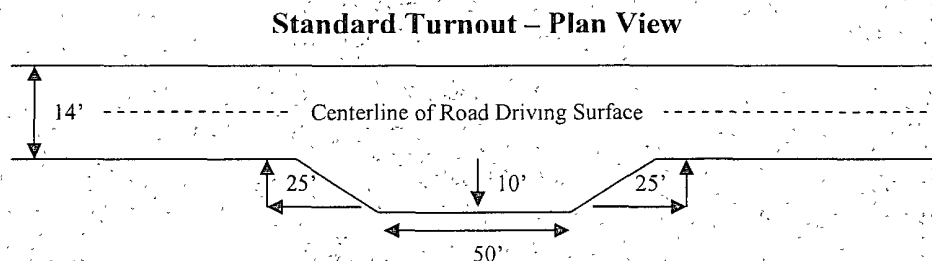 Standard Turnout – Plan View
14'
Centerline of Road Driving Surface
25'
10'
25'
50'